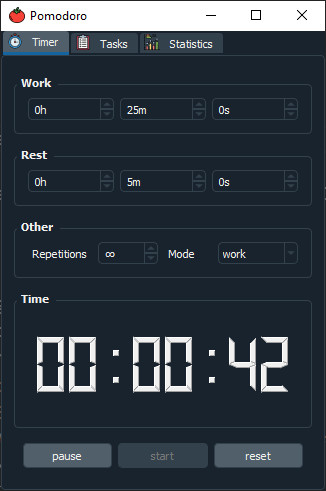 Pomodoro
Timer Tasks Statistics
Work
0h 25m 0s
Rest
0h 5m 0s
Other
Repetitions ∞ Mode work
Time
00:00:42
pause start reset